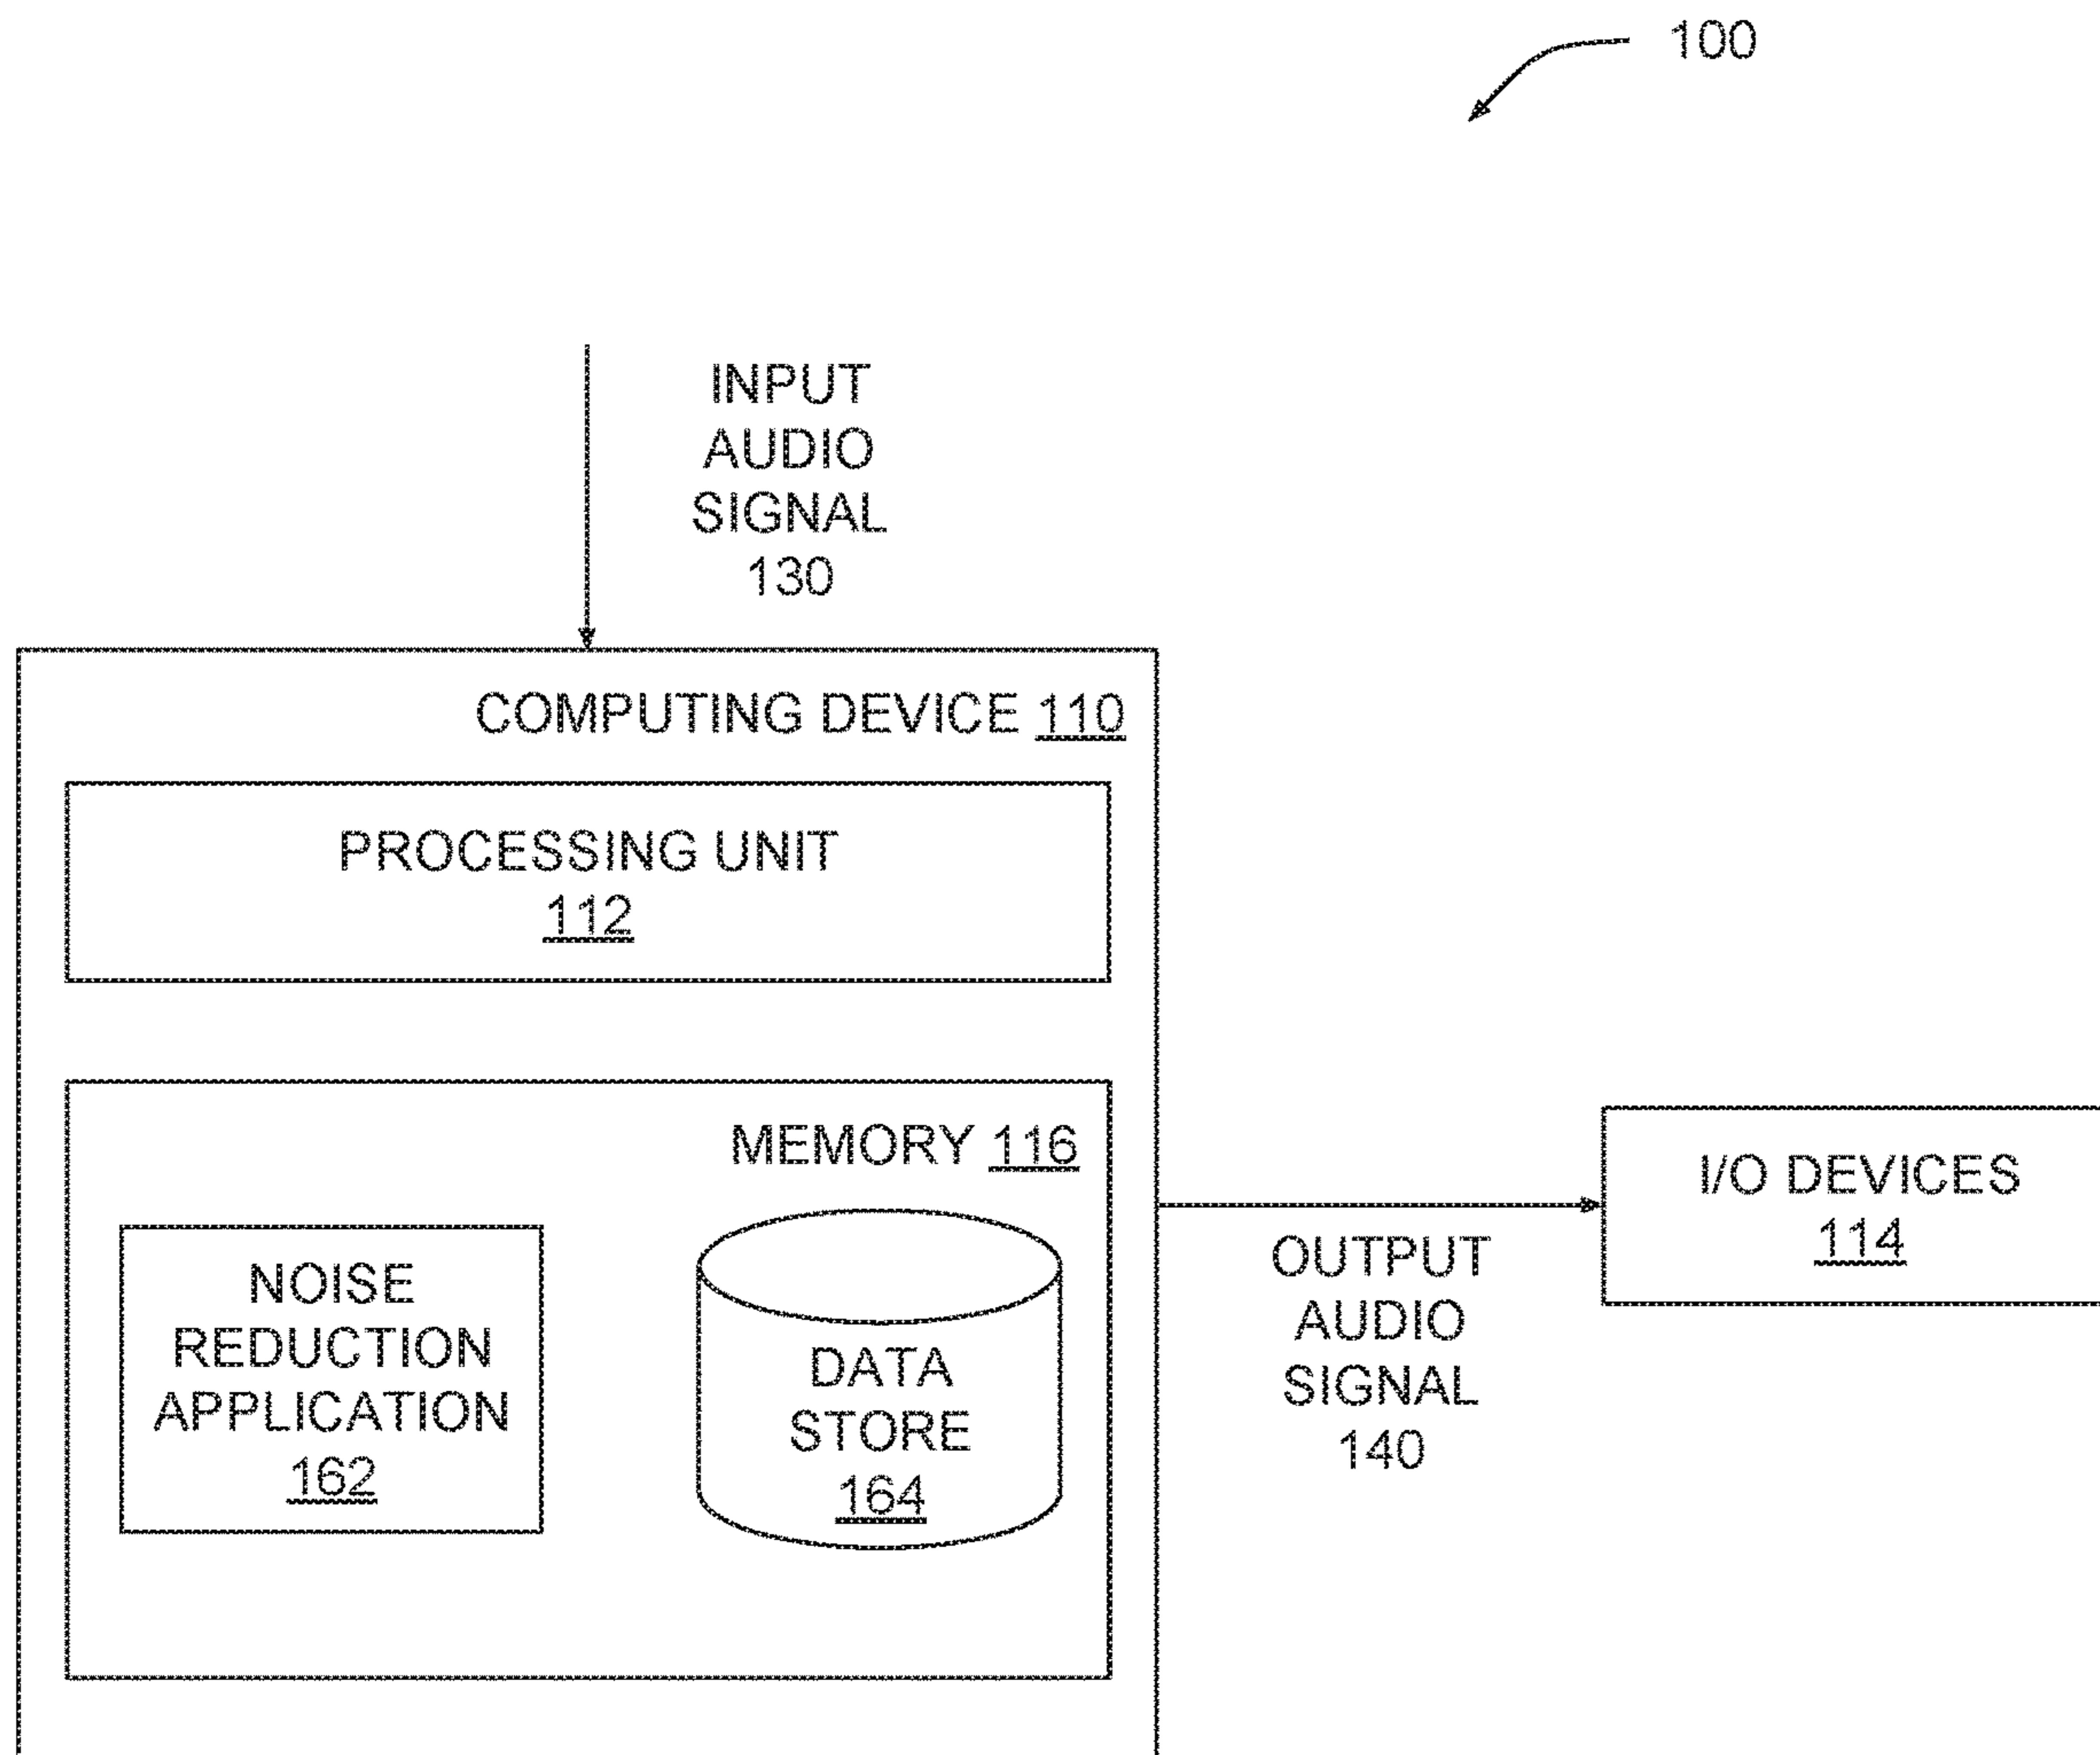 100
INPUT
AUDIO
SIGNAL
130
COMPUTING DEVICE 110
PROCESSING UNIT
112
MEMORY 116
NOISE
REDUCTION
APPLICATION
162
DATA
STORE
164
OUTPUT
AUDIO
SIGNAL
140
I/O DEVICES
114